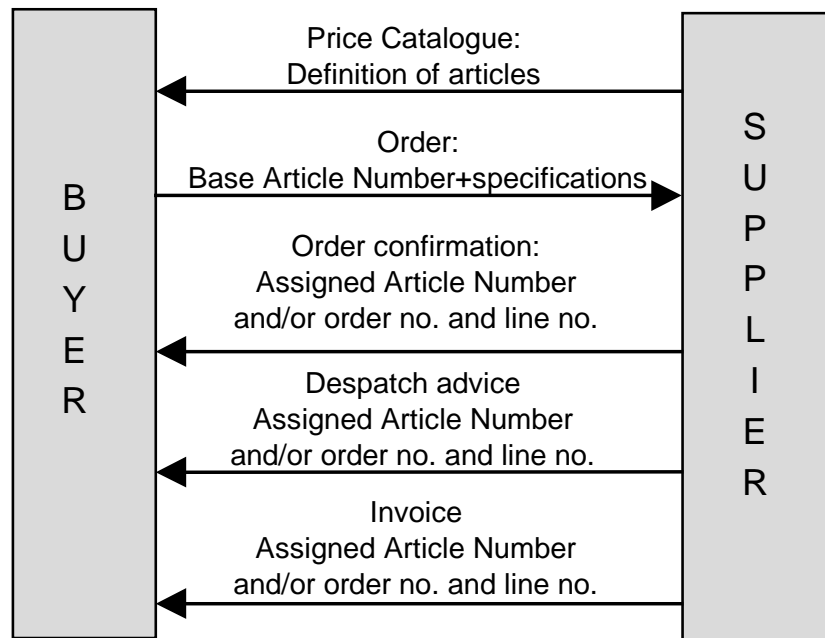 Price Catalogue:
Definition of articles
Order:
Base Article Number+specifications
Order confirmation:
Assigned Article Number
and/or order no. and line no.
Despatch advice
Assigned Article Number
and/or order no. and line no.
Invoice
Assigned Article Number
and/or order no. and line no.
BUYER
SUPPLIER